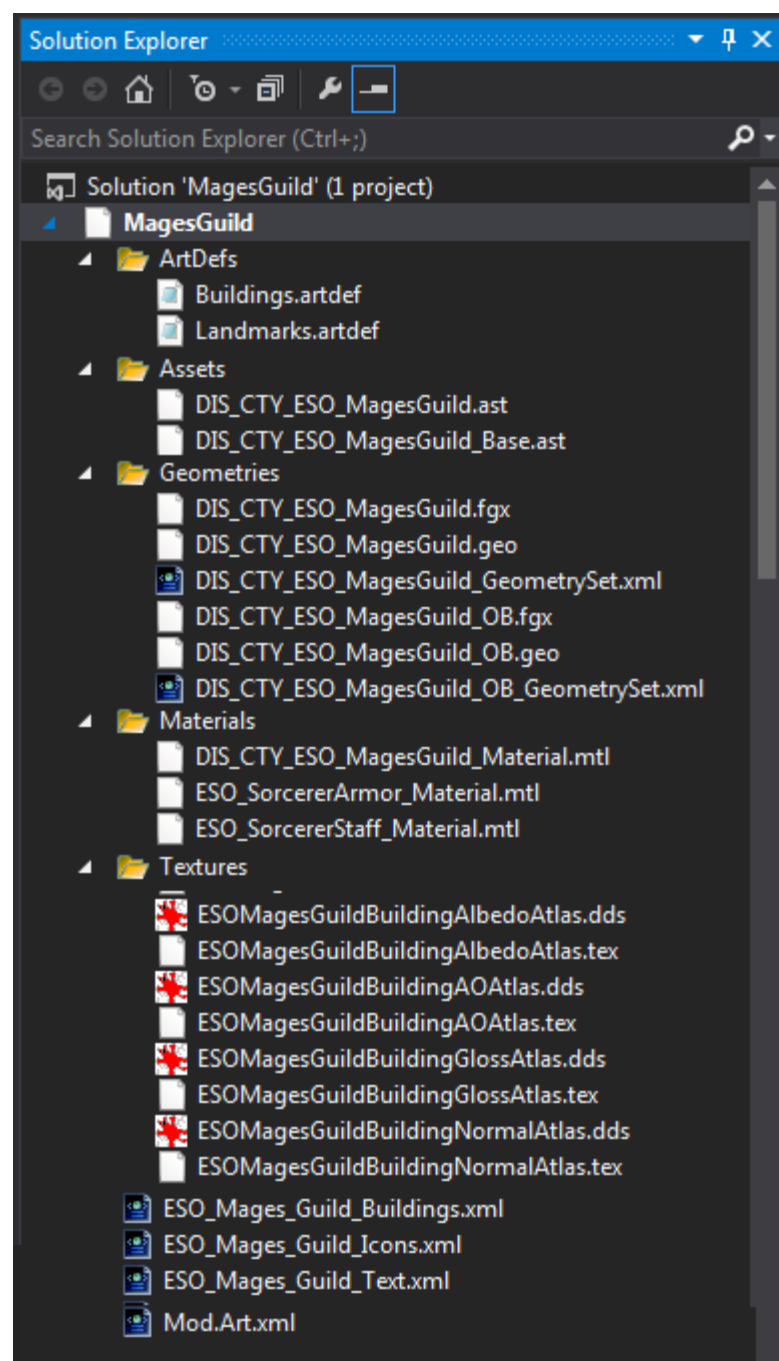 Solution Explorer
Search Solution Explorer (Ctrl+;)
Solution 'MagesGuild' (1 project)
MagesGuild
ArtDefs
Buildings.artdef
Landmarks.artdef
Assets
DIS_CTY_ESO_MagesGuild.ast
DIS_CTY_ESO_MagesGuild_Base.ast
Geometries
DIS_CTY_ESO_MagesGuild.fgx
DIS_CTY_ESO_MagesGuild.geo
DIS_CTY_ESO_MagesGuild_GeometrySet.xml
DIS_CTY_ESO_MagesGuild_OB.fgx
DIS_CTY_ESO_MagesGuild_OB.geo
DIS_CTY_ESO_MagesGuild_OB_GeometrySet.xml
Materials
DIS_CTY_ESO_MagesGuild_Material.mtl
ESO_SorcererArmor_Material.mtl
ESO_SorcererStaff_Material.mtl
Textures
ESOMagesGuildBuildingAlbedoAtlas.dds
ESOMagesGuildBuildingAlbedoAtlas.tex
ESOMagesGuildBuildingAOAtlas.dds
ESOMagesGuildBuildingAOAtlas.tex
ESOMagesGuildBuildingGlossAtlas.dds
ESOMagesGuildBuildingGlossAtlas.tex
ESOMagesGuildBuildingNormalAtlas.dds
ESOMagesGuildBuildingNormalAtlas.tex
ESO_Mages_Guild_Buildings.xml
ESO_Mages_Guild_Icons.xml
ESO_Mages_Guild_Text.xml
Mod.Art.xml